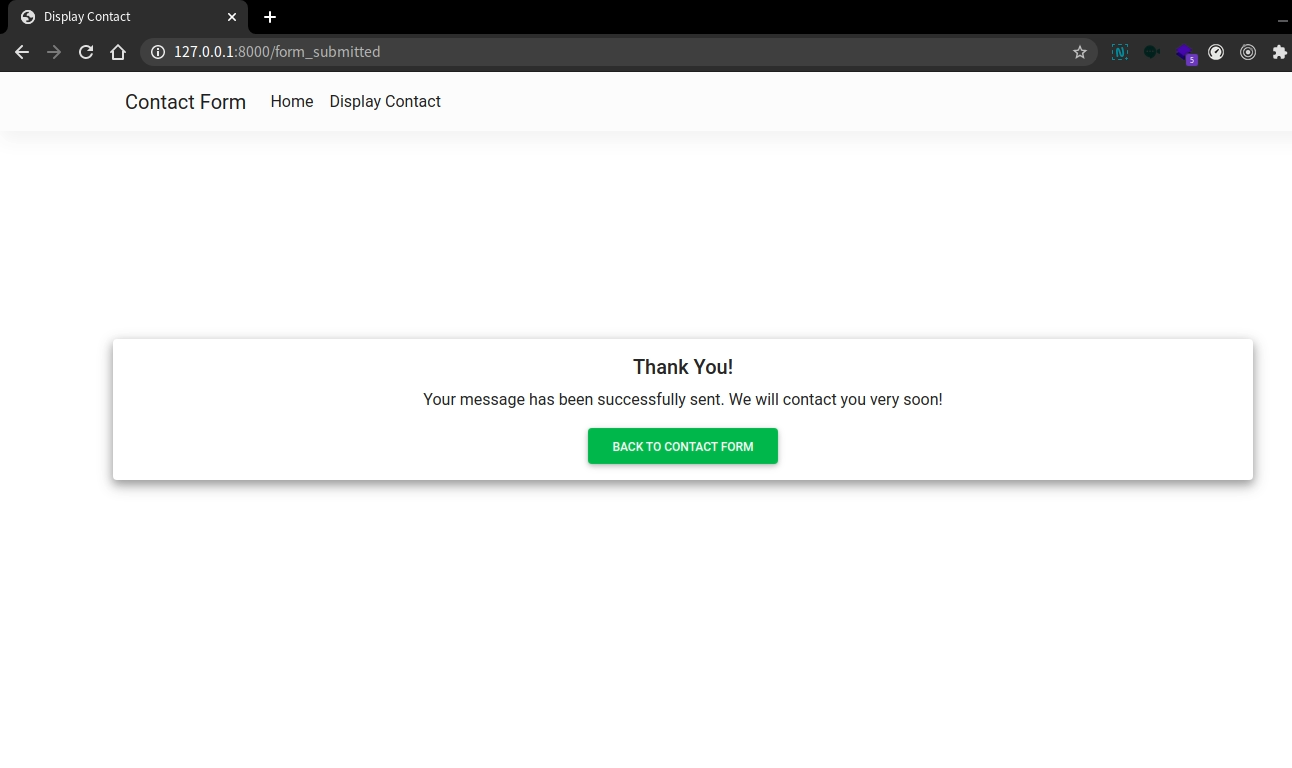 Display Contact
127.0.0.1:8000/form_submitted
5
Contact Form Home Display Contact
Thank You!
Your message has been successfully sent. We will contact you very soon!
BACK TO CONTACT FORM